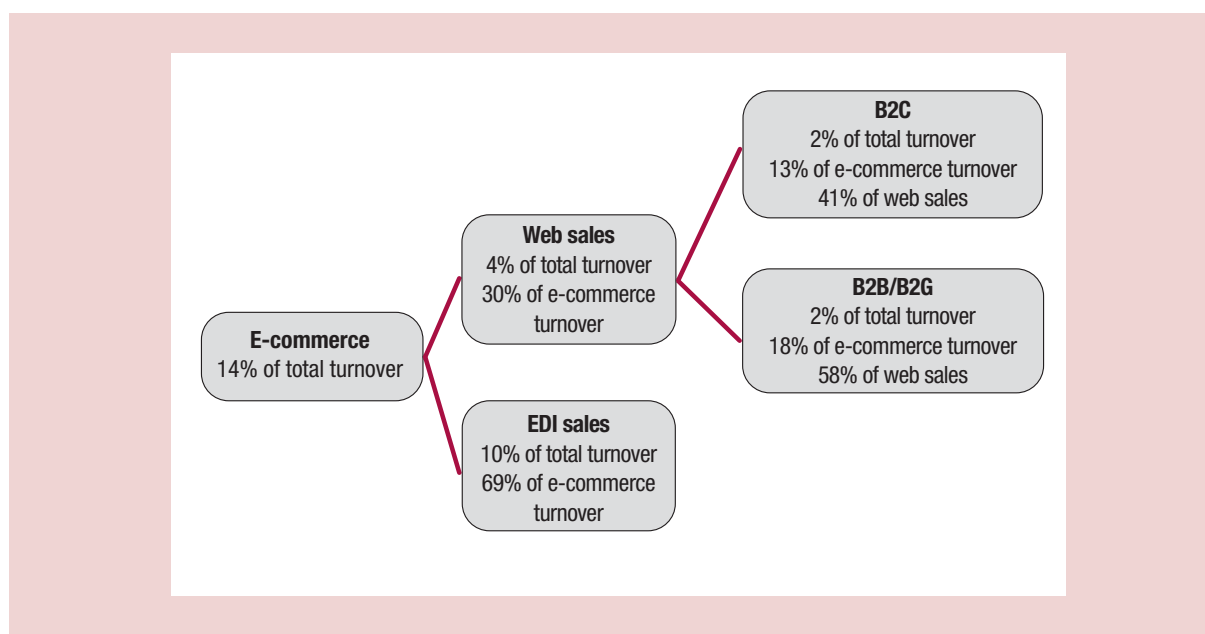 E-commerce
14% of total turnover
Web sales
4% of total turnover
30% of e-commerce
turnover
EDI sales
10% of total turnover
69% of e-commerce
turnover
B2C
2% of total turnover
13% of e-commerce turnover
41% of web sales
B2B/B2G
2% of total turnover
18% of e-commerce turnover
58% of web sales